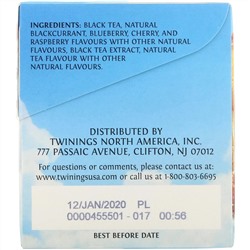 INGREDIENTS: BLACK TEA, NATURAL
BLACKCURRANT, BLUEBERRY, CHERRY, AND
RASPBERRY FLAVOURS WITH OTHER NATURAL
FLAVOURS, BLACK TEA EXTRACT, NATURAL
TEA FLAVOUR WITH OTHER
NATURAL FLAVOURS.
DISTRIBUTED BY
TWININGS NORTH AMERICA, INC.
777 PASSAIC AVENUE, CLIFTON, NJ 07012
For questions or comments, please contact us at
www.twiningsusa.com or call us at 1-800-803-6695
12/JAN/2020 PL
0000455501 - 017 00:56
BEST BEFORE DATE